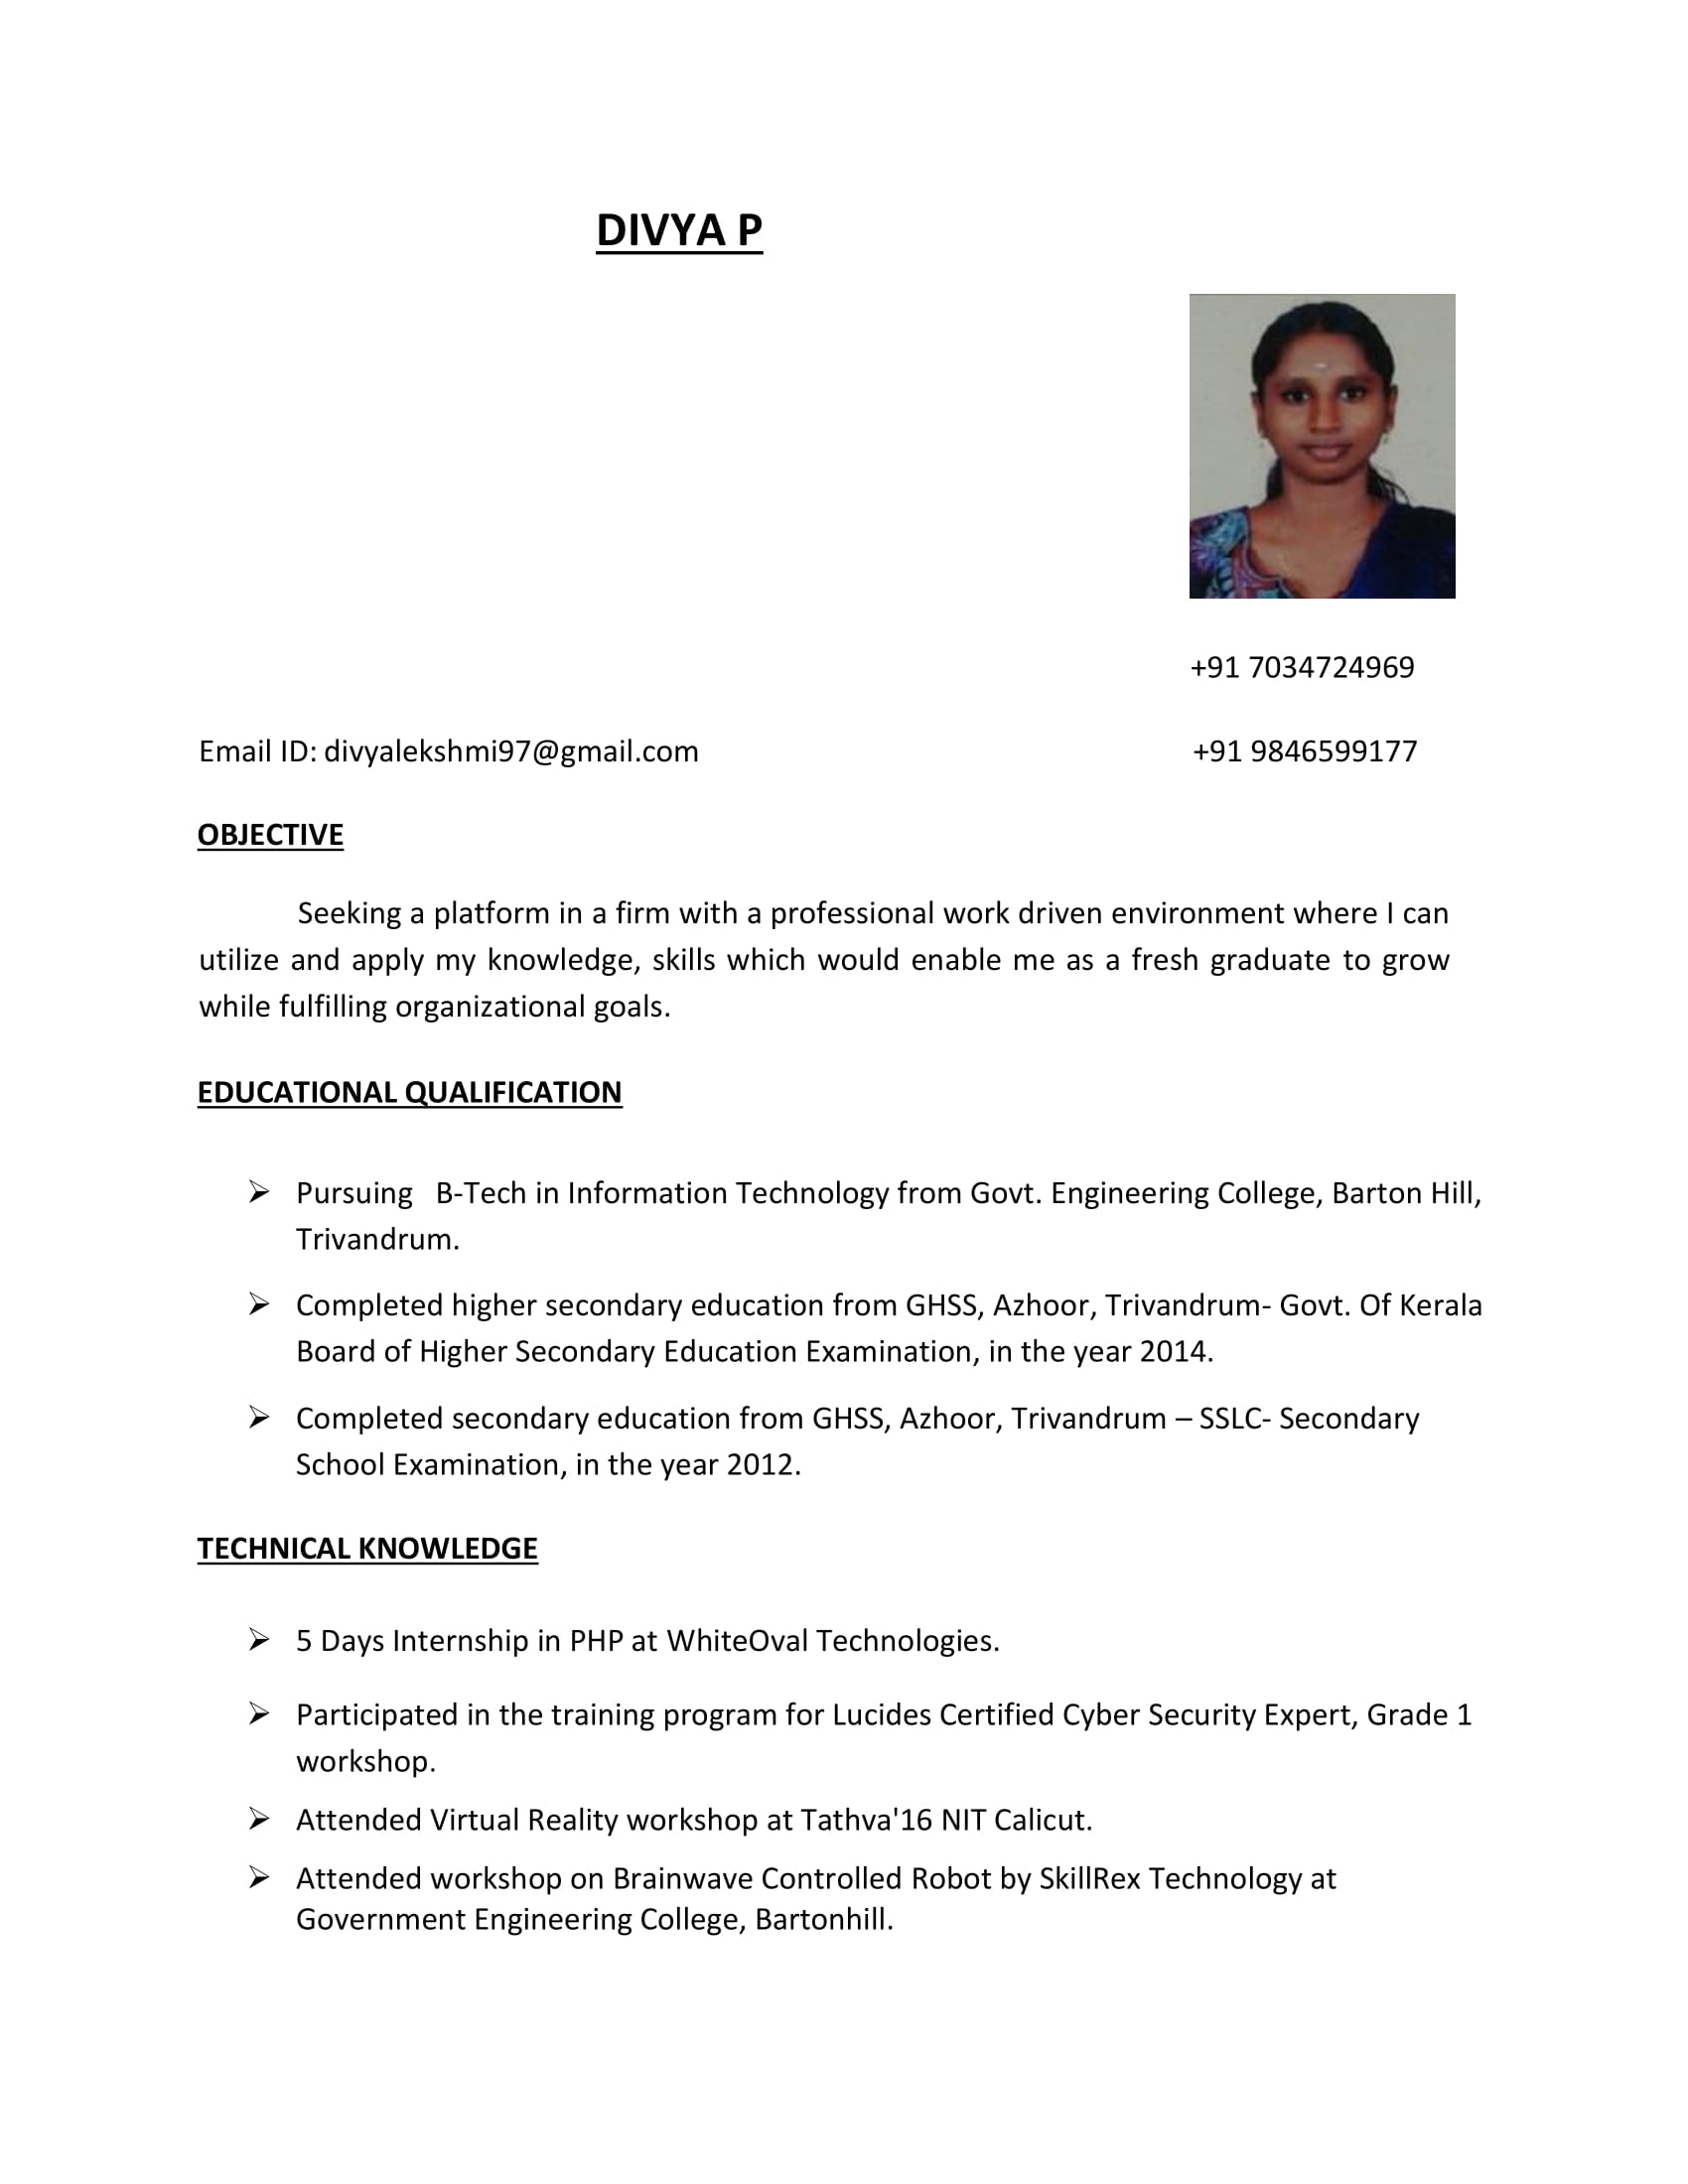 DIVYA P
+91 7034724969
Email ID: divyalekshmi97@gmail.com +91 9846599177
OBJECTIVE
Seeking a platform in a firm with a professional work driven environment where I can
utilize and apply my knowledge, skills which would enable me as a fresh graduate to grow
while fulfilling organizational goals.
EDUCATIONAL QUALIFICATION
➢ Pursuing B-Tech in Information Technology from Govt. Engineering College, Barton Hill,
Trivandrum.
➢ Completed higher secondary education from GHSS, Azhoor, Trivandrum- Govt. Of Kerala
Board of Higher Secondary Education Examination, in the year 2014.
➢ Completed secondary education from GHSS, Azhoor, Trivandrum – SSLC- Secondary
School Examination, in the year 2012.
TECHNICAL KNOWLEDGE
➢ 5 Days Internship in PHP at WhiteOval Technologies.
➢ Participated in the training program for Lucides Certified Cyber Security Expert, Grade 1
workshop.
➢ Attended Virtual Reality workshop at Tathva'16 NIT Calicut.
➢ Attended workshop on Brainwave Controlled Robot by SkillRex Technology at
Government Engineering College, Bartonhill.